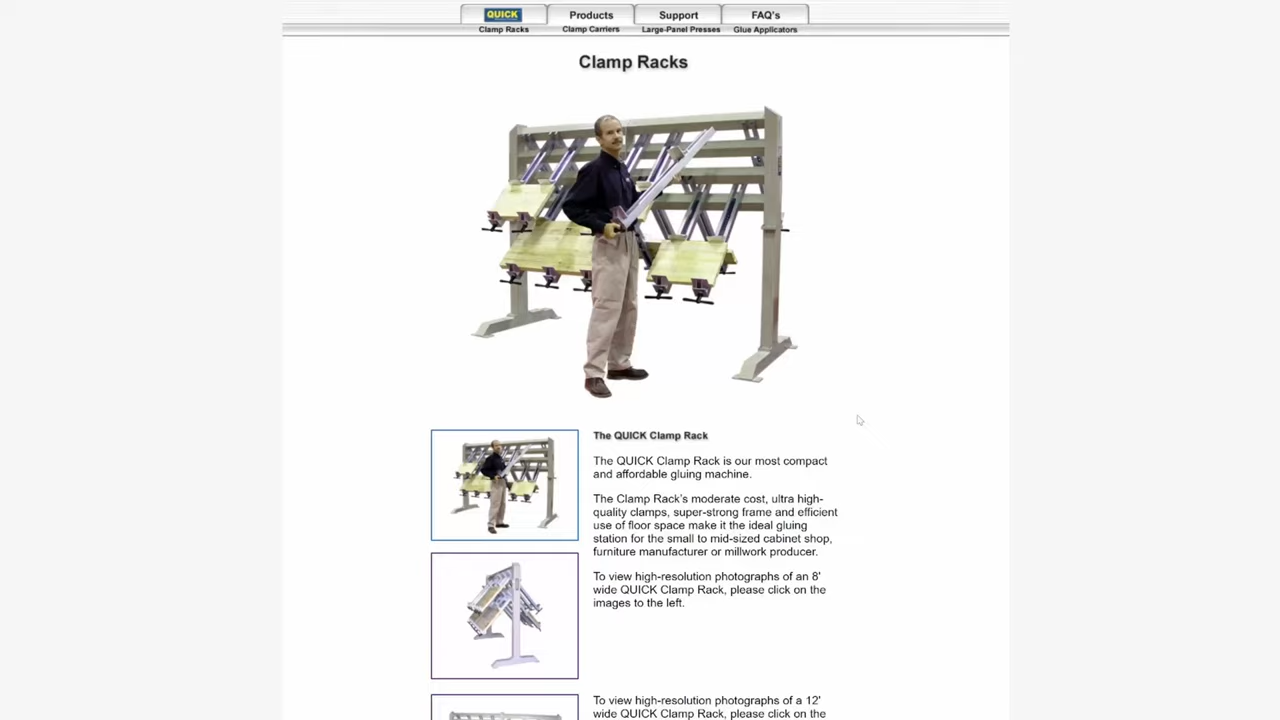 QUICK
Products
Support
FAQ's
Clamp Racks
Clamp Carriers
Large-Panel Presses
Glue Applicators
Clamp Racks
The QUICK Clamp Rack
The QUICK Clamp Rack is our most compact
and affordable gluing machine.
The Clamp Rack's moderate cost, ultra high-
quality clamps, super-strong frame and efficient
use of floor space make it the ideal gluing
station for the small to mid-sized cabinet shop,
furniture manufacturer or millwork producer.
To view high-resolution photographs of an 8'
wide QUICK Clamp Rack, please click on the
images to the left.
To view high-resolution photographs of a 12'
wide QUICK Clamp Rack, please click on the